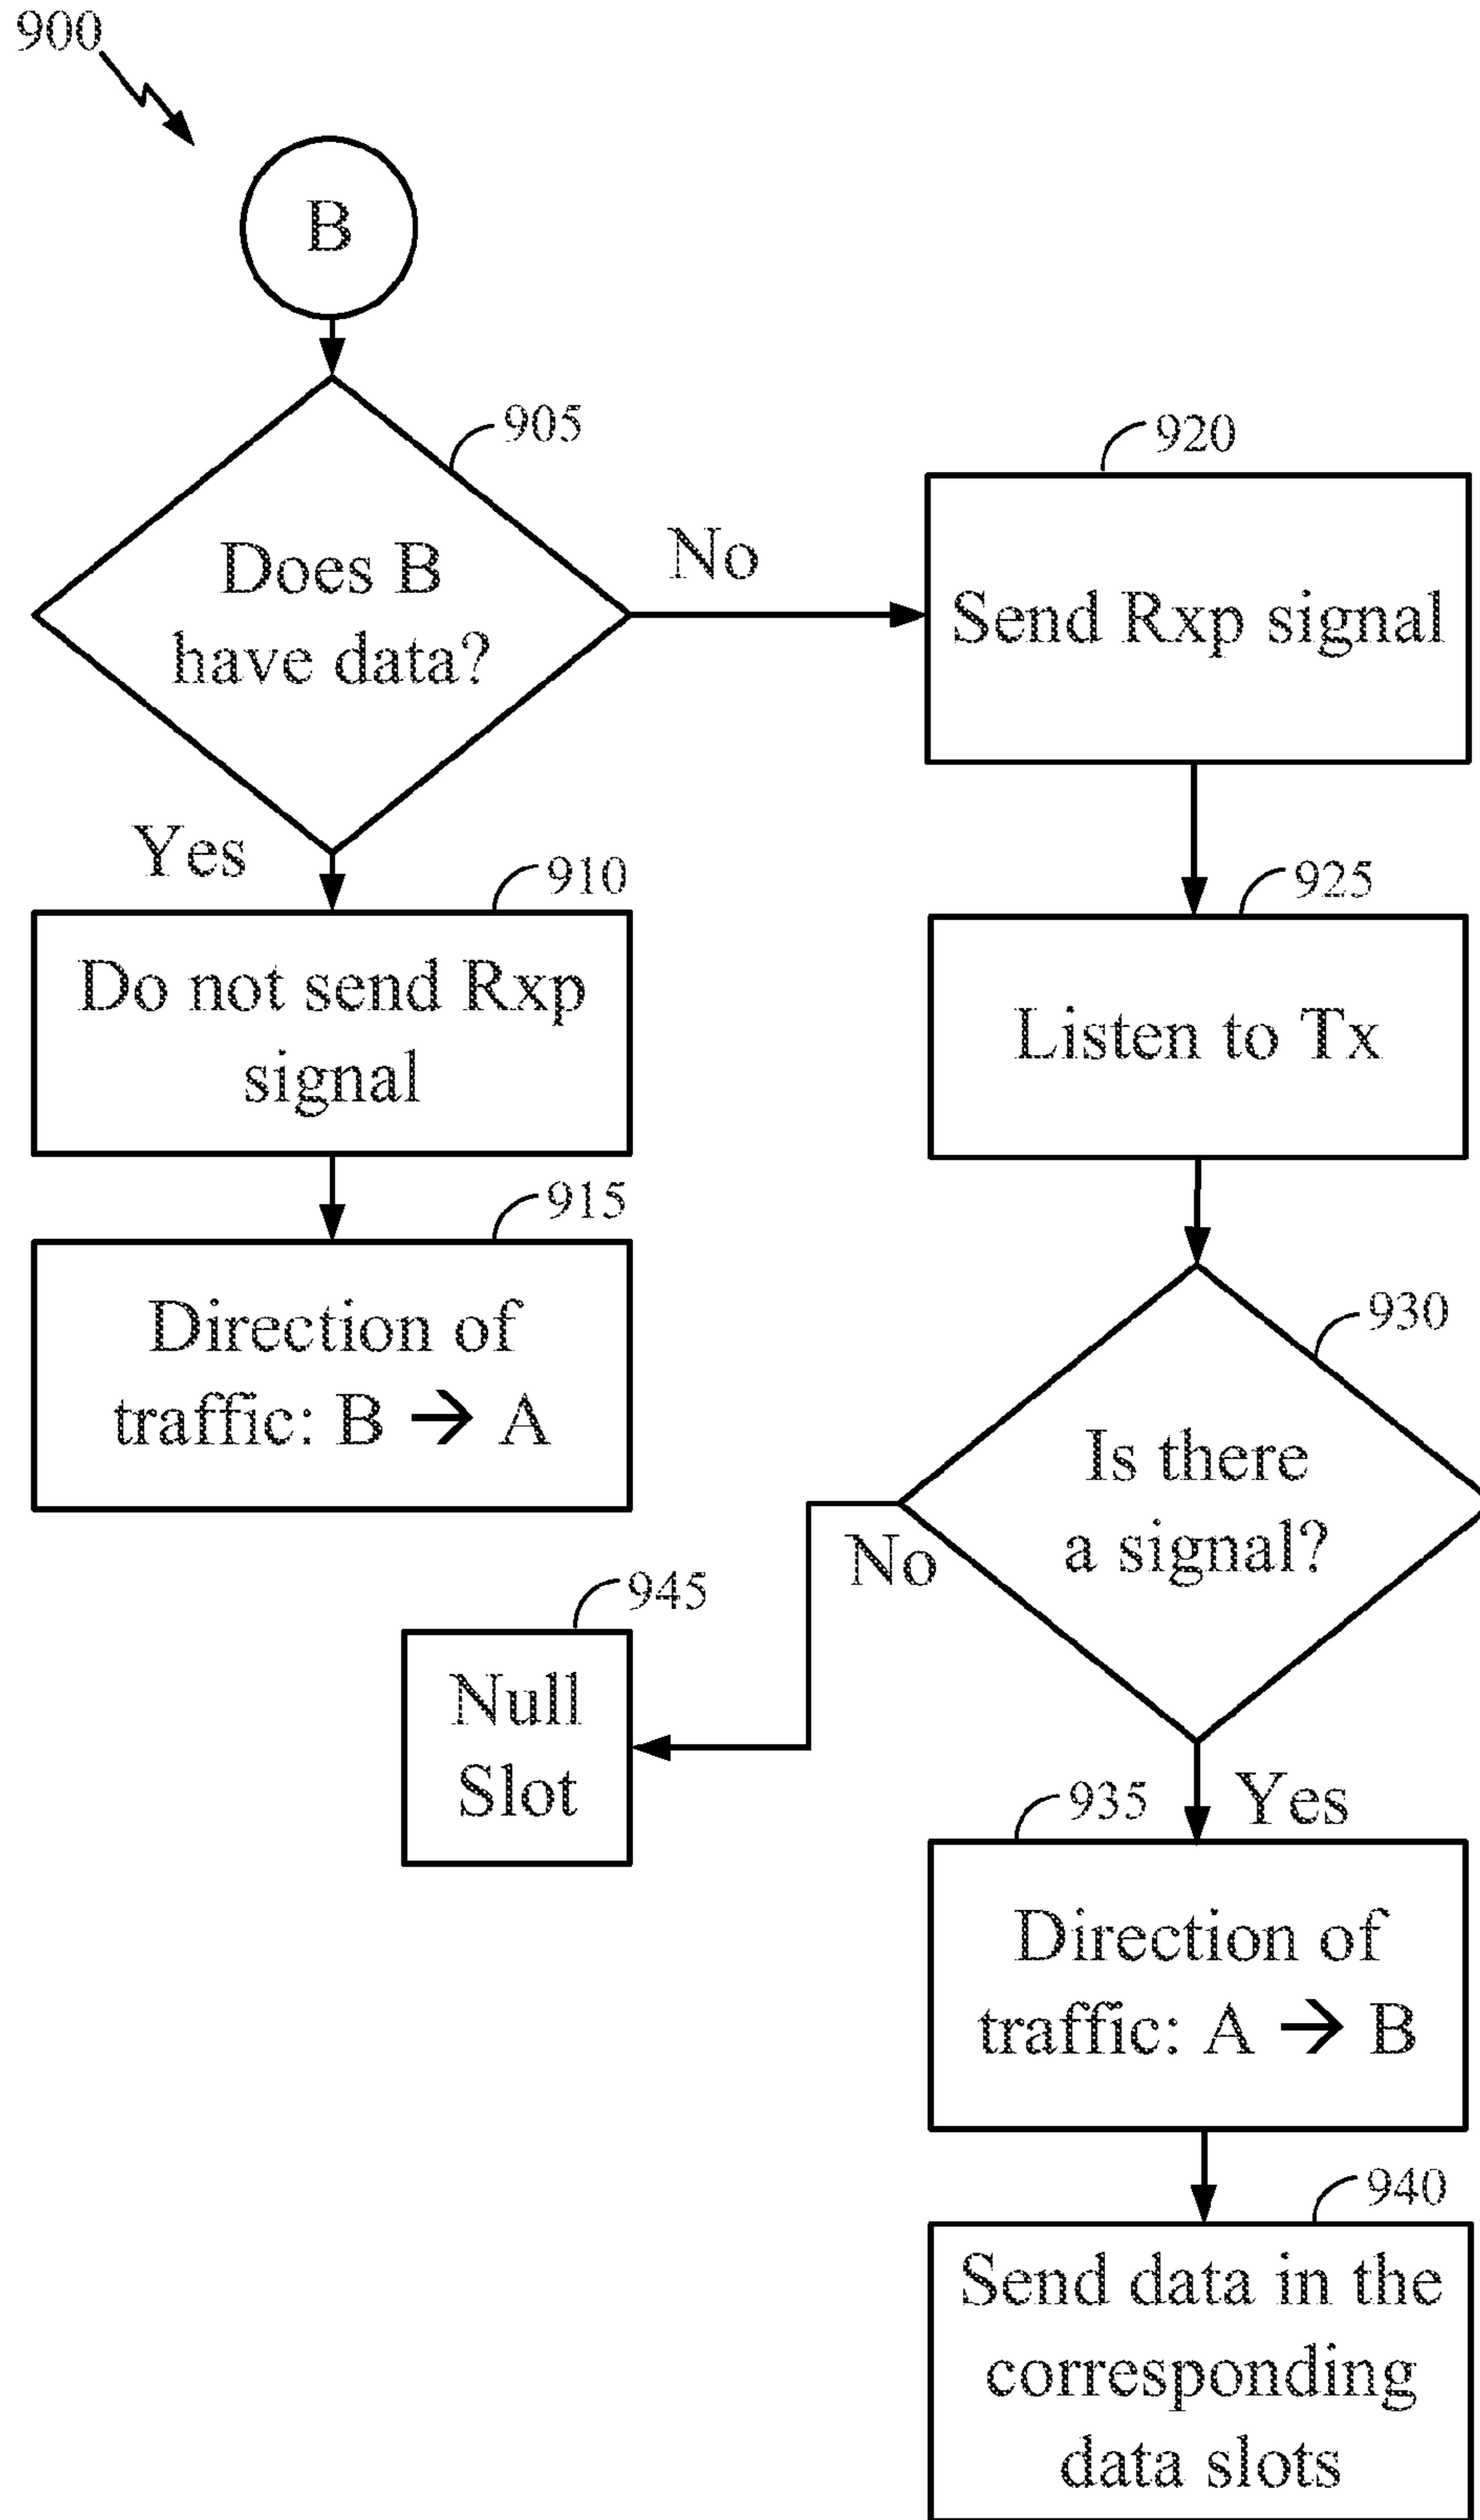 900
B
905
Does B
have data?
No
920
Send Rxp signal
Yes
910
Do not send Rxp
signal
925
Listen to Tx
915
Direction of
traffic: B → A
930
Is there
a signal?
No
945
Null
Slot
Yes
935
Direction of
traffic: A → B
940
Send data in the
corresponding
data slots